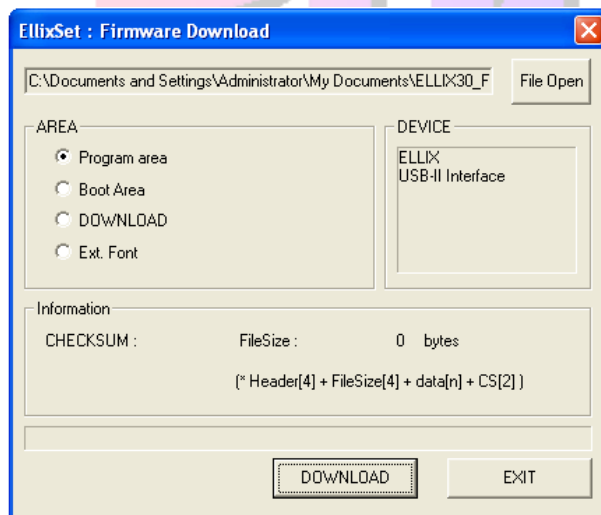 EllixSet : Firmware Download
C:\Documents and Settings\Administrator\My Documents\ELLIX30_F
File Open
AREA
Program area
Boot Area
DOWNLOAD
Ext. Font
DEVICE
ELLIX
USB-II Interface
Information
CHECKSUM :
FileSize :
0 bytes
(* Header[4] + FileSize[4] + data[n] + CS[2] )
DOWNLOAD
EXIT